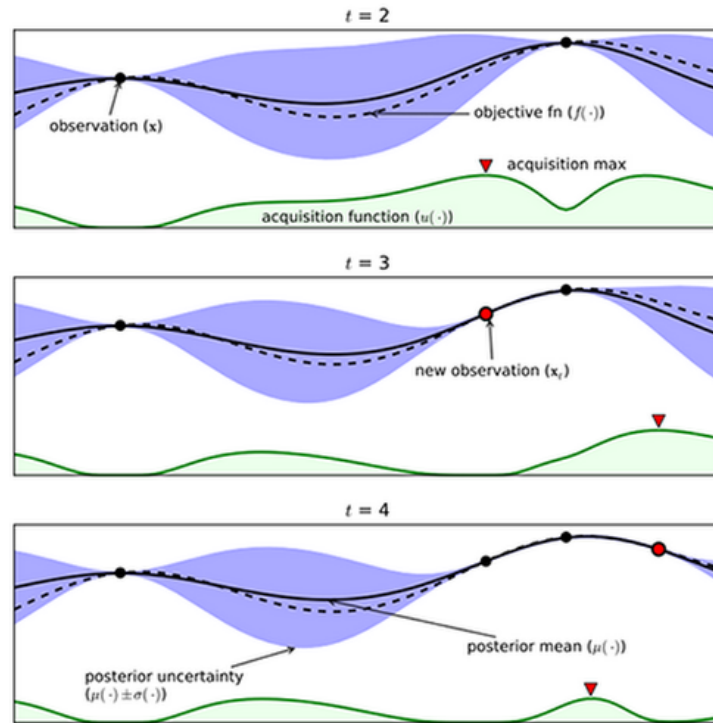 t = 2
observation (x)
objective fn (f(·))
acquisition max
acquisition function (u(·))
t = 3
new observation (xₜ)
t = 4
posterior mean (μ(·))
posterior uncertainty
(μ(·) ± σ(·))